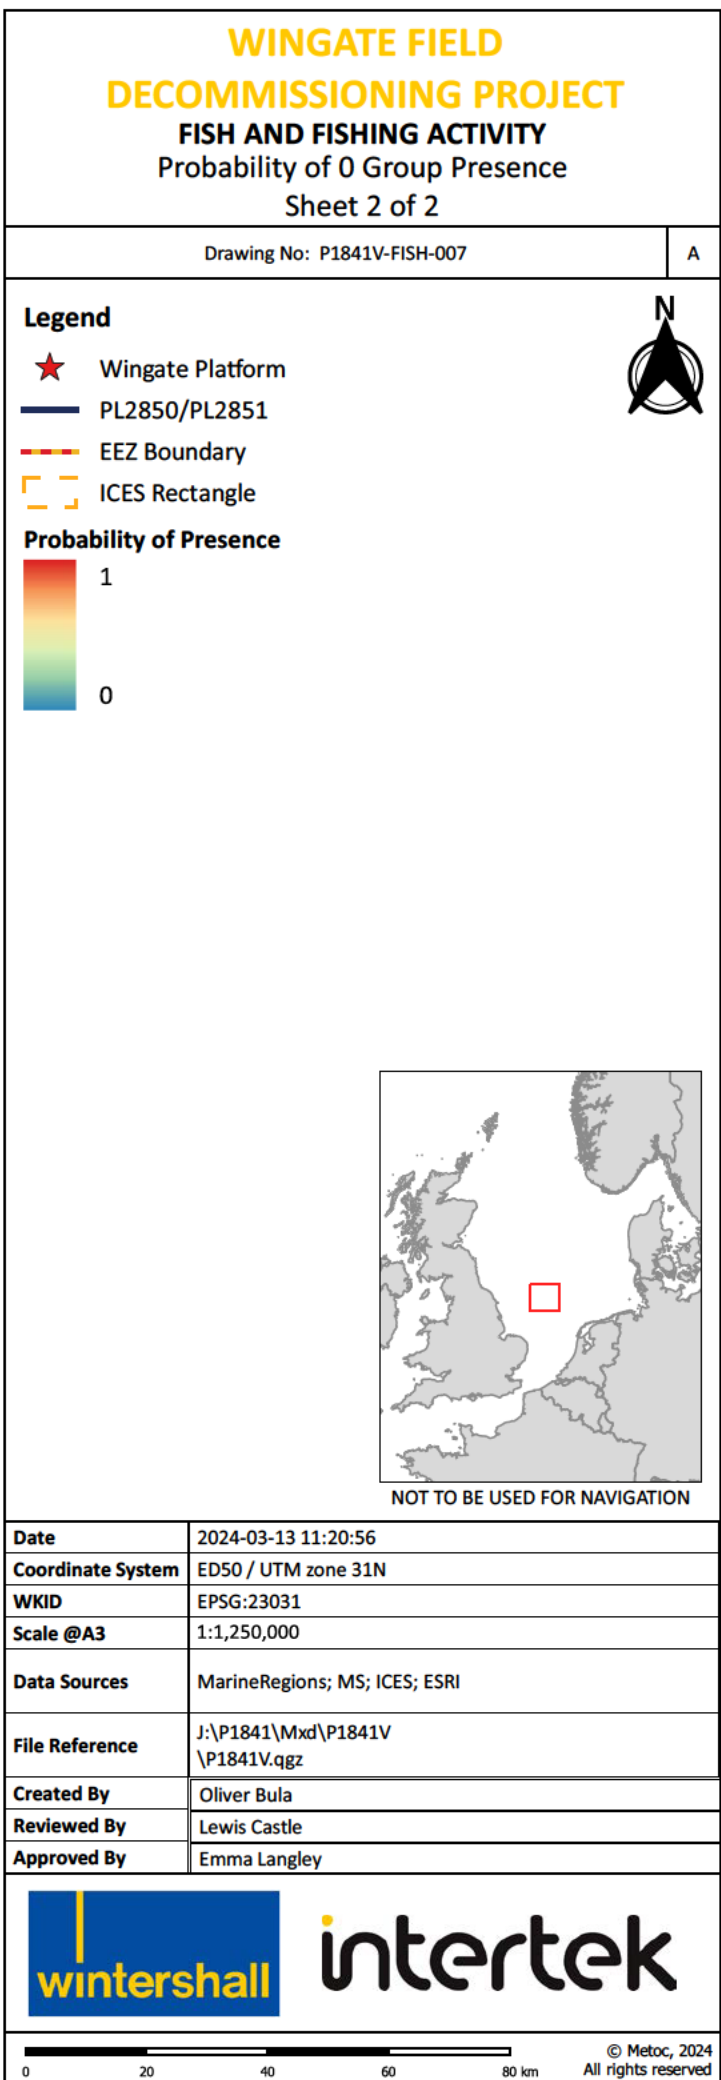 WINGATE FIELD
DECOMMISSIONING PROJECT
FISH AND FISHING ACTIVITY
Probability of 0 Group Presence
Sheet 2 of 2
Drawing No: P1841V-FISH-007 A
Legend
N
Wingate Platform
PL2850/PL2851
EEZ Boundary
ICES Rectangle
Probability of Presence
1
0
NOT TO BE USED FOR NAVIGATION
Date 2024-03-13 11:20:56
Coordinate System ED50 / UTM zone 31N
WKID EPSG:23031
Scale @A3 1:1,250,000
Data Sources MarineRegions; MS; ICES; ESRI
File Reference J:\P1841\Mxd\P1841V
\P1841V.qgz
Created By Oliver Bula
Reviewed By Lewis Castle
Approved By Emma Langley
wintershall
intertek
0 20 40 60 80 km
© Metoc, 2024
All rights reserved